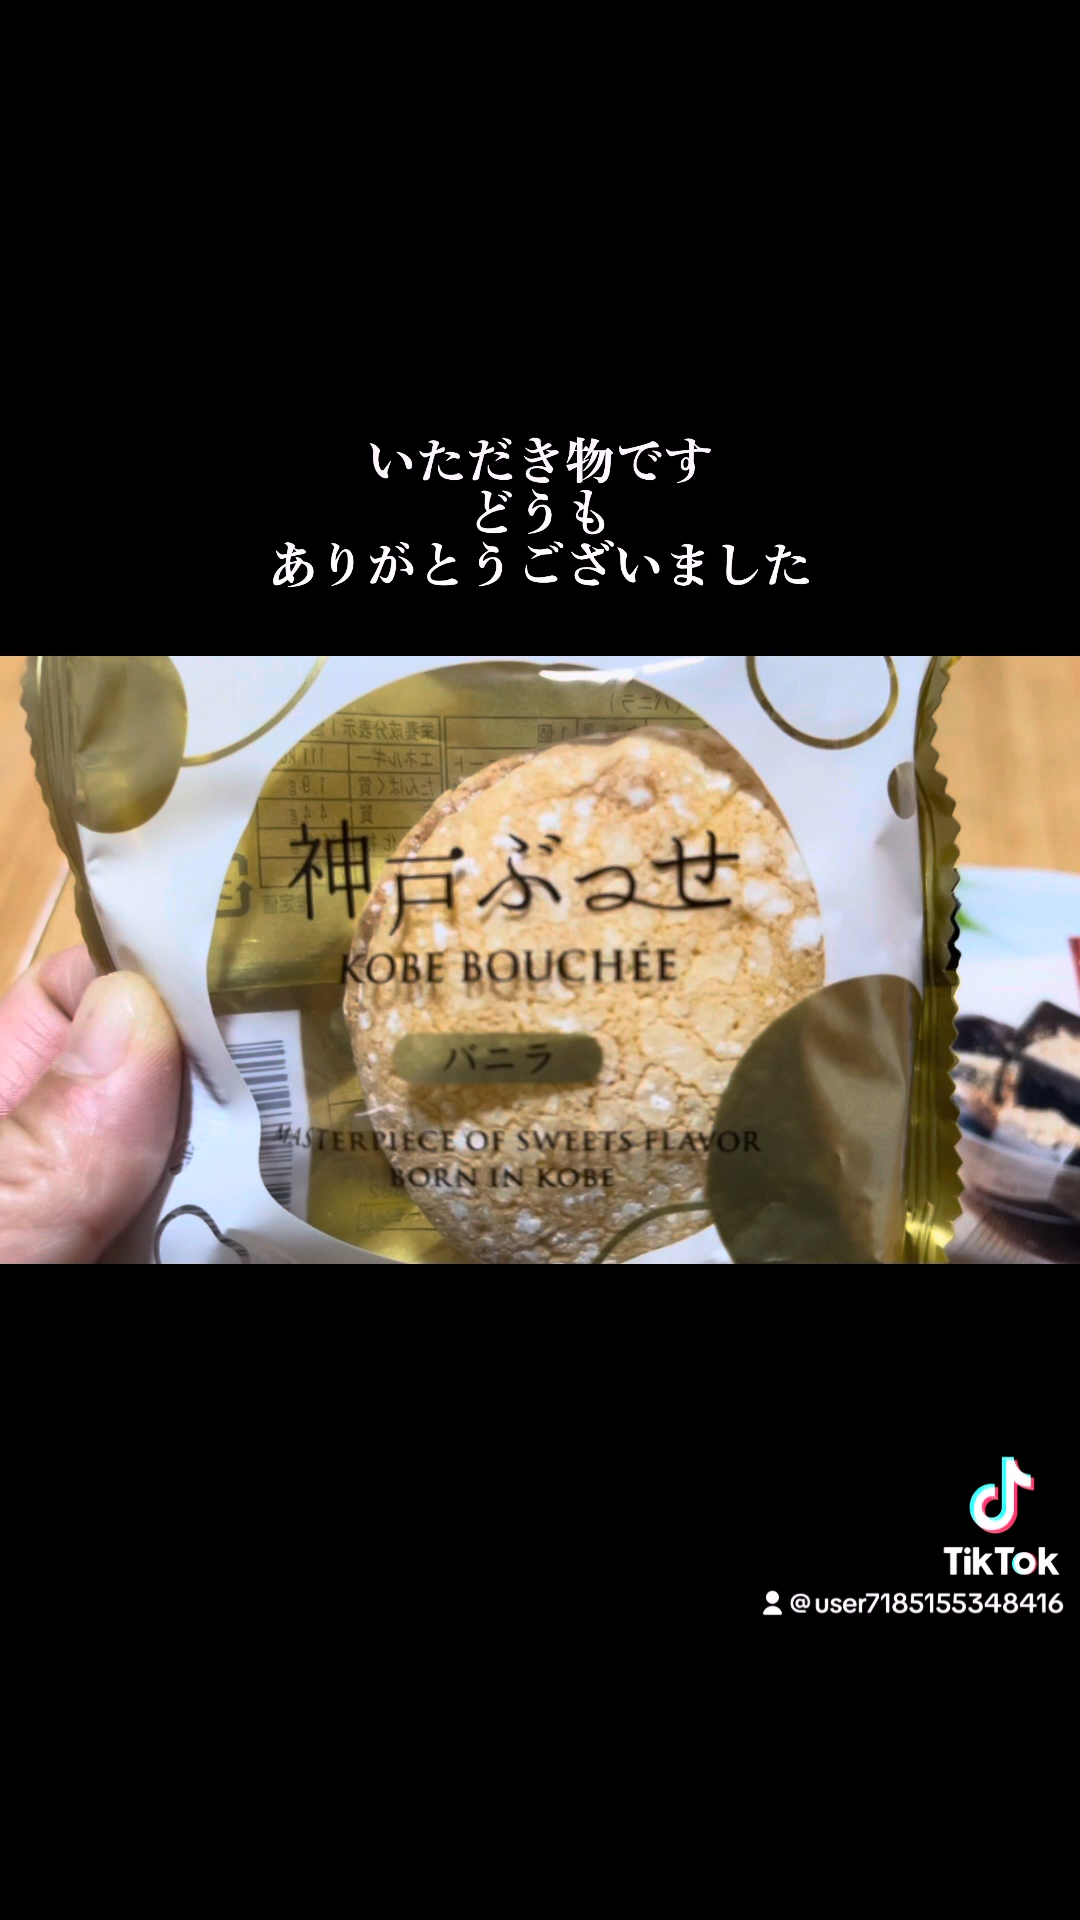 いただき物です
どうも
ありがとうございました
神戸ぶっせ
KOBE BOUCHÉE
バニラ
MASTERPIECE OF SWEETS FLAVOR
BORN IN KOBE
TikTok
@user7185155348416